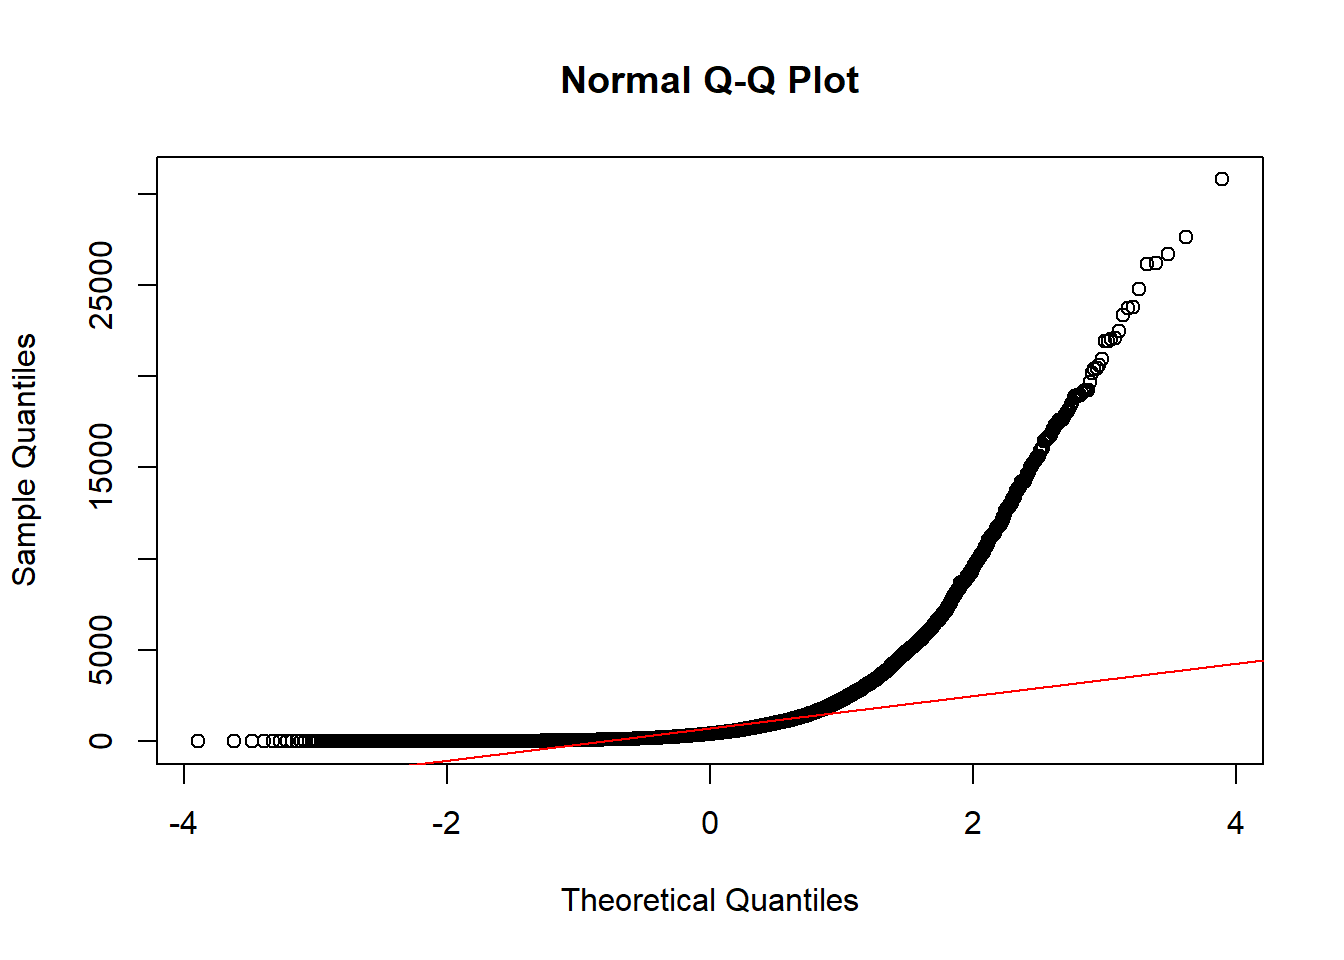 Normal Q-Q Plot
Sample Quantiles
25000
15000
5000
0
-4 -2 0 2 4
Theoretical Quantiles